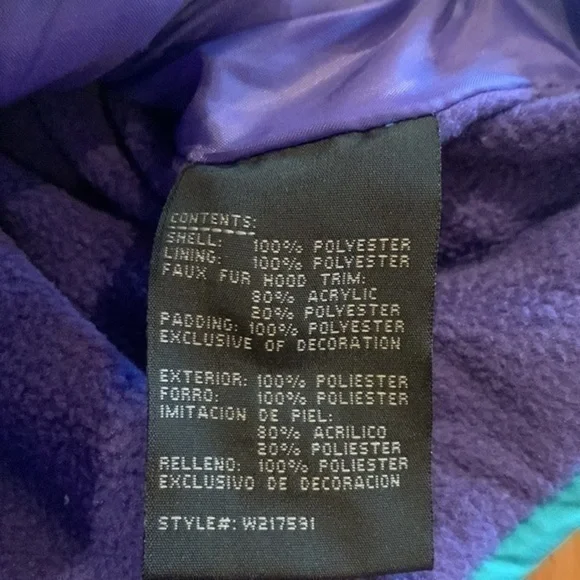 CONTENTS:
SHELL: 100% POLYESTER
LINING: 100% POLYESTER
FAUX FUR HOOD TRIM:
80% ACRYLIC
20% POLYESTER
PADDING: 100% POLYESTER
EXCLUSIVE OF DECORATION
EXTERIOR: 100% POLIESTER
FORRO: 100% POLIESTER
IMITACION DE PIEL:
80% ACRILICO
20% POLIESTER
RELLENO: 100% POLIESTER
EXCLUSIVO DE DECORACION
STYLE#: W217591